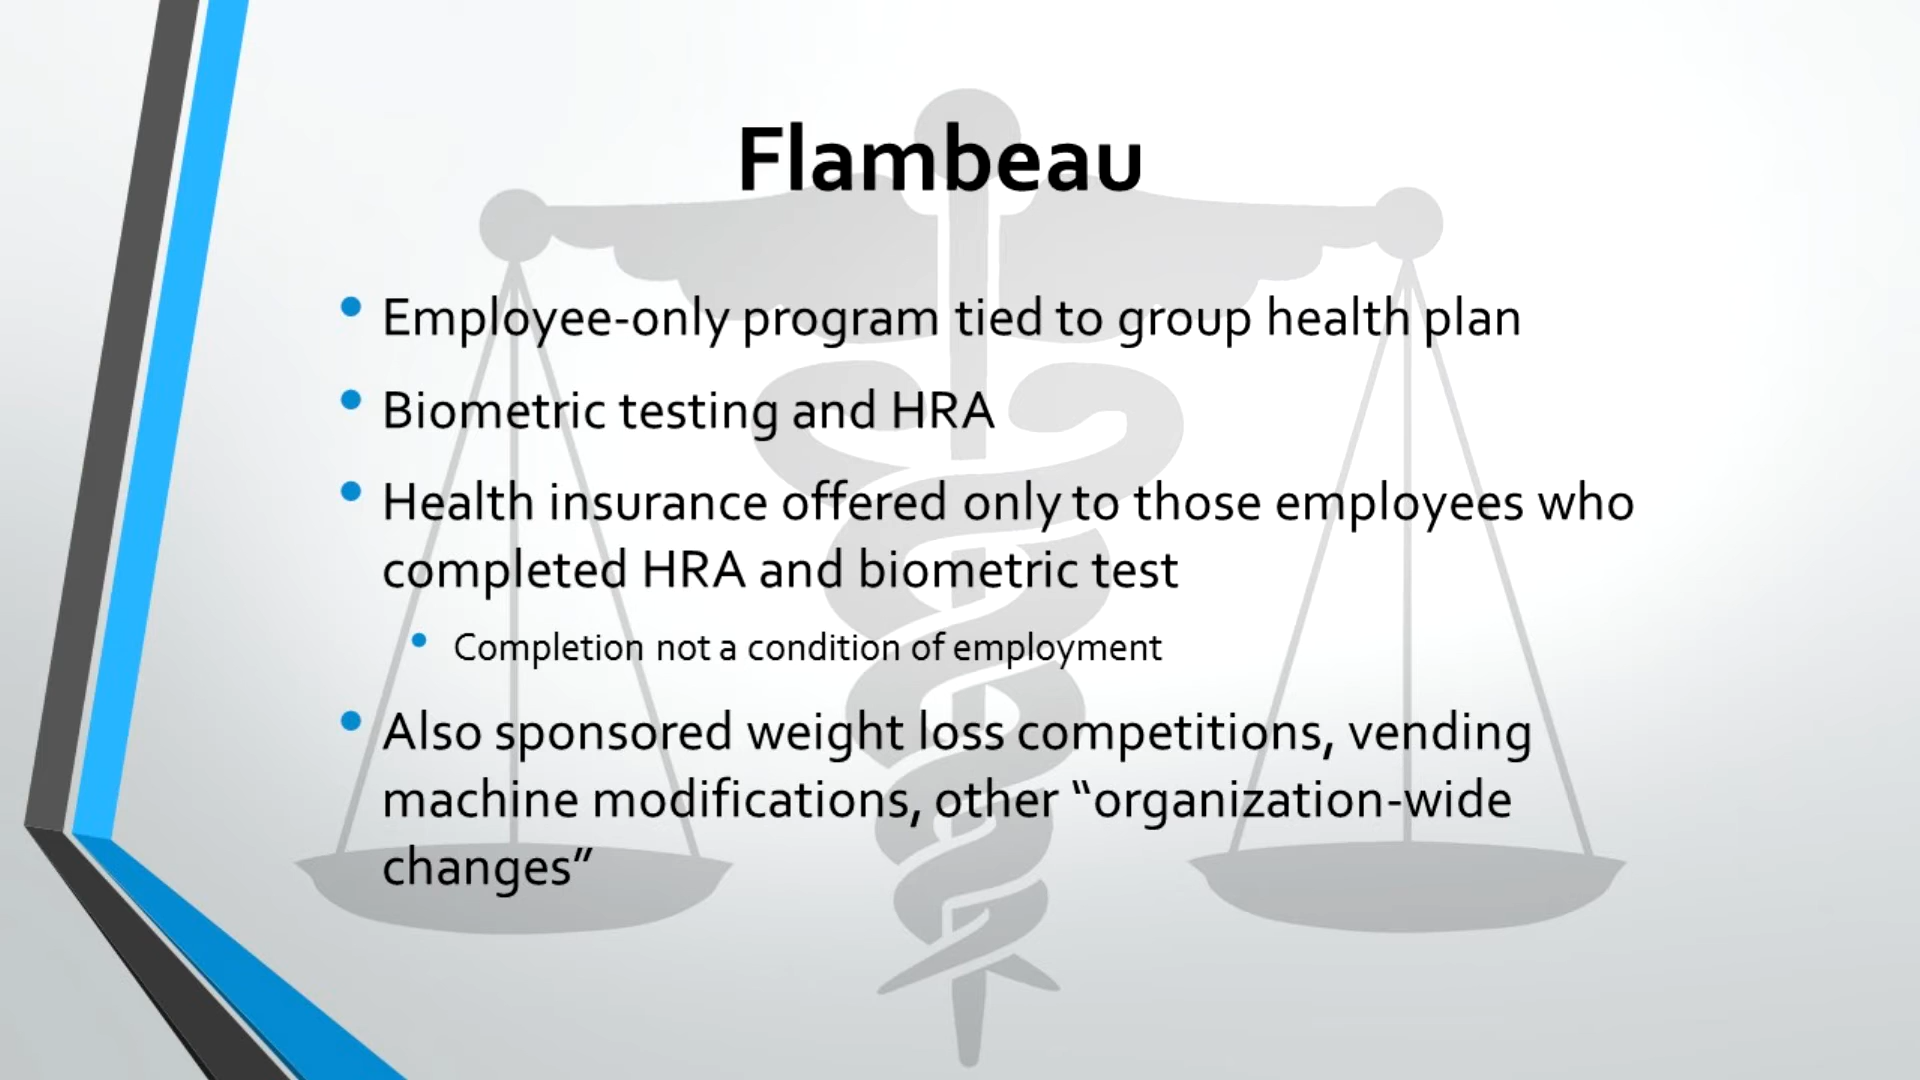 Flambeau
• Employee-only program tied to group health plan
• Biometric testing and HRA
• Health insurance offered only to those employees who
completed HRA and biometric test
• Completion not a condition of employment
• Also sponsored weight loss competitions, vending
machine modifications, other “organization-wide
changes”